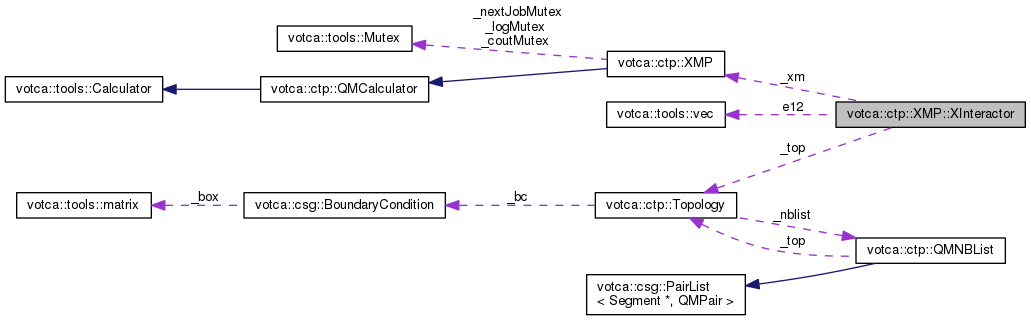 _nextJobMutex
_logMutex
_coutMutex
votca::tools::Mutex
votca::ctp::XMP
_xm
votca::tools::Calculator
votca::ctp::QMCalculator
votca::tools::vec
e12
votca::ctp::XMP::XInteractor
_top
votca::tools::matrix
_box
votca::csg::BoundaryCondition
_bc
votca::ctp::Topology
_nblist
_top
votca::ctp::QMNBList
votca::csg::PairList
< Segment *, QMPair >